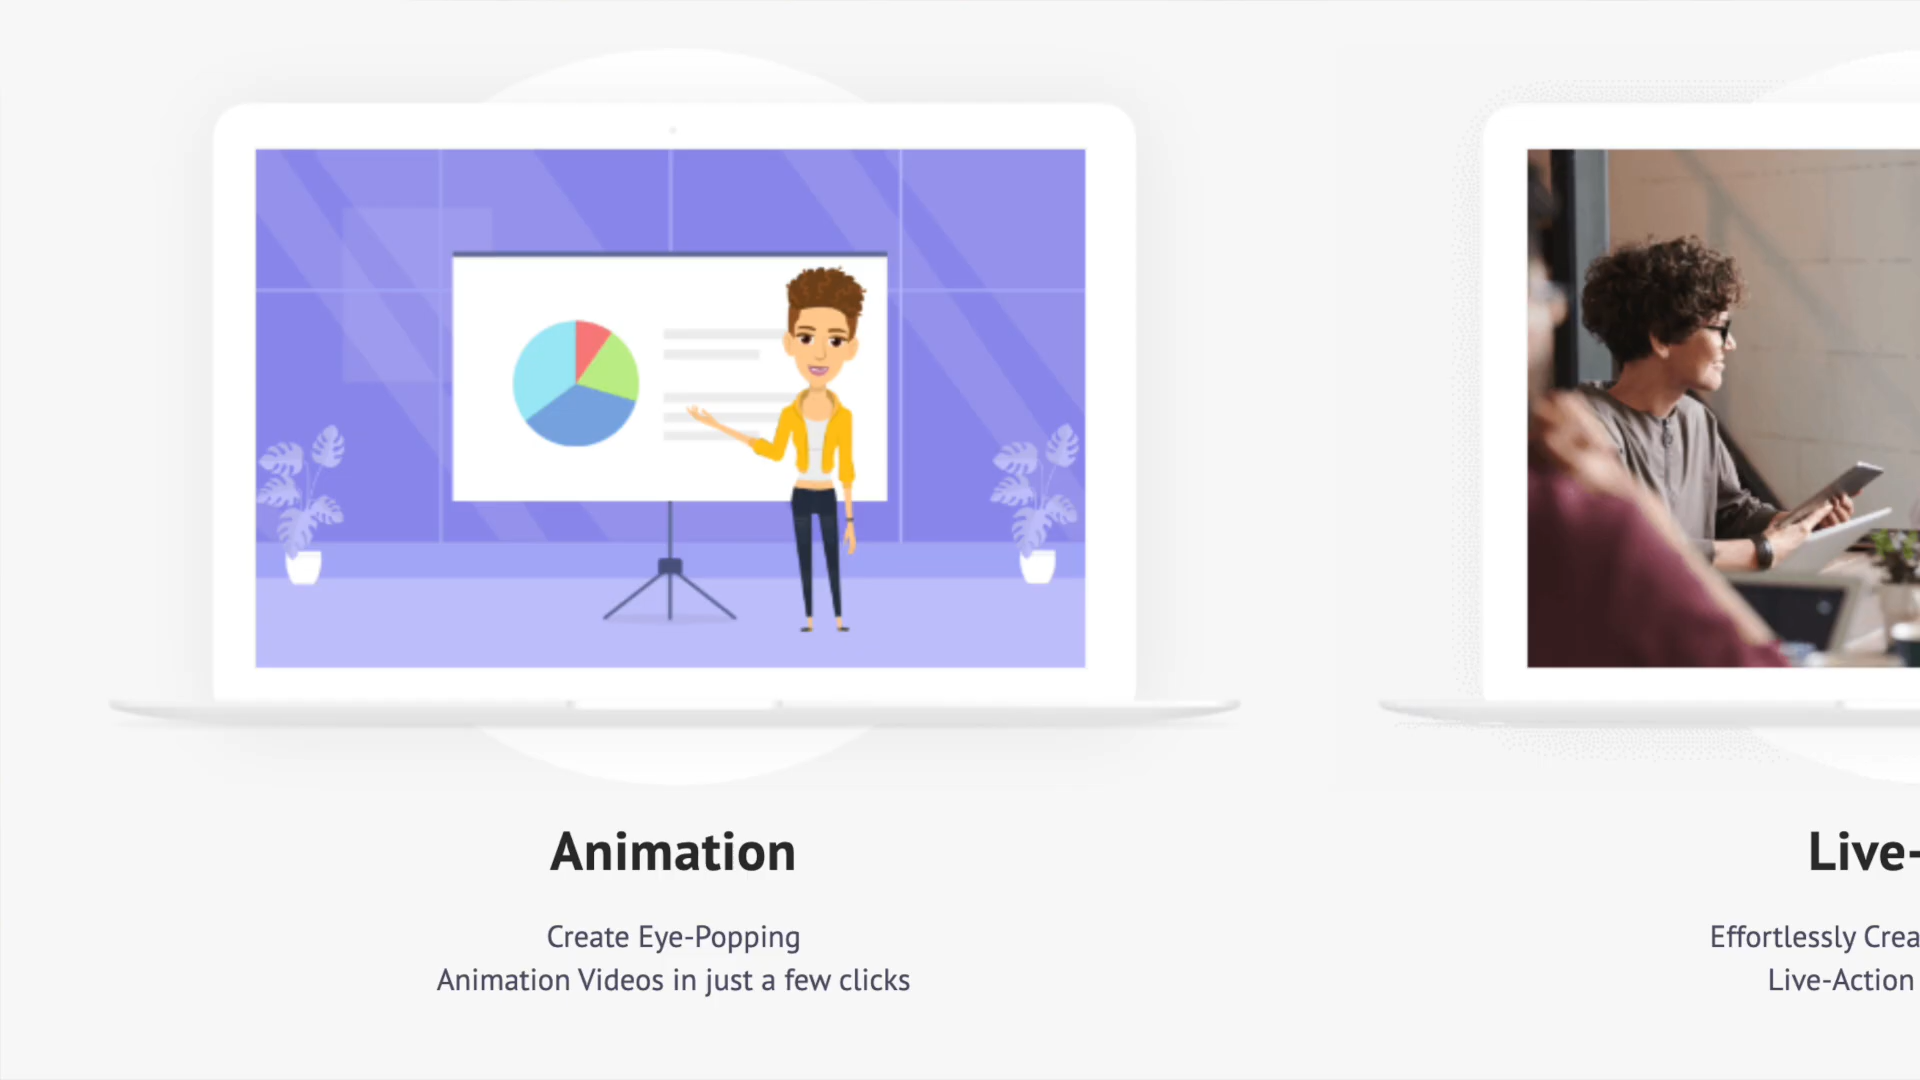 Animation
Create Eye-Popping
Animation Videos in just a few clicks
Live-
Effortlessly Crea
Live-Action